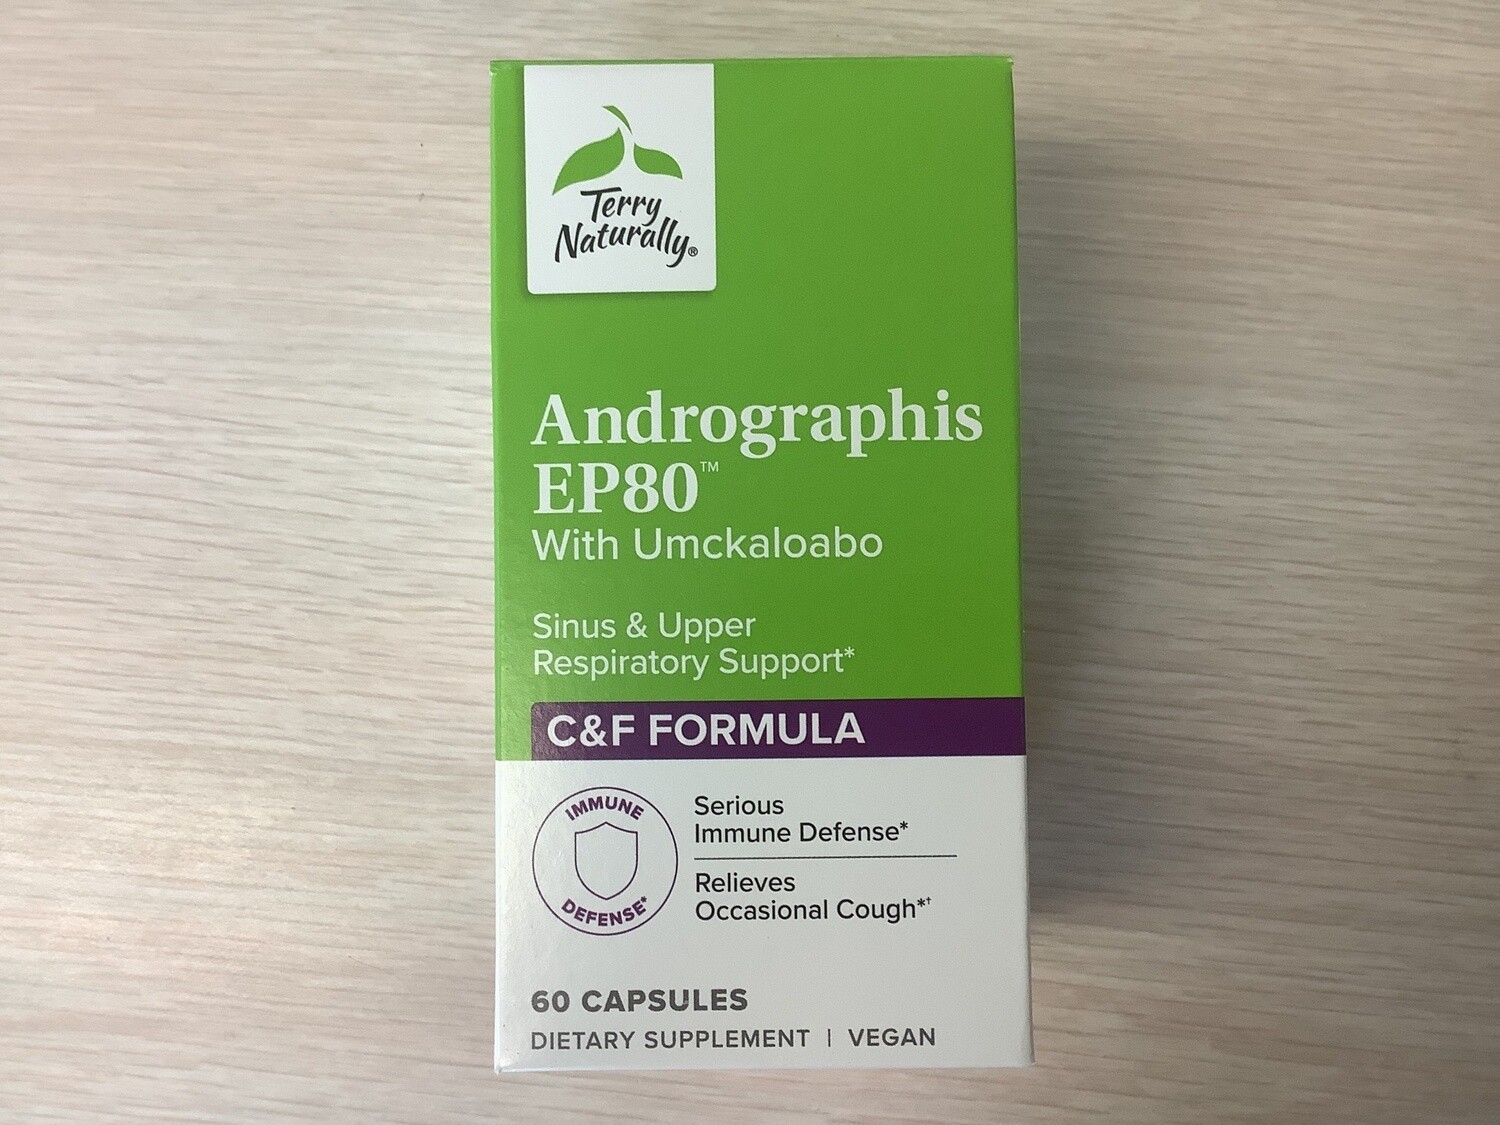 Terry
Naturally®
Andrographis
EP80™
With Umckaloabo
Sinus & Upper
Respiratory Support*
C&F FORMULA
IMMUNE
DEFENSE*
Serious
Immune Defense*
Relieves
Occasional Cough*†
60 CAPSULES
DIETARY SUPPLEMENT | VEGAN